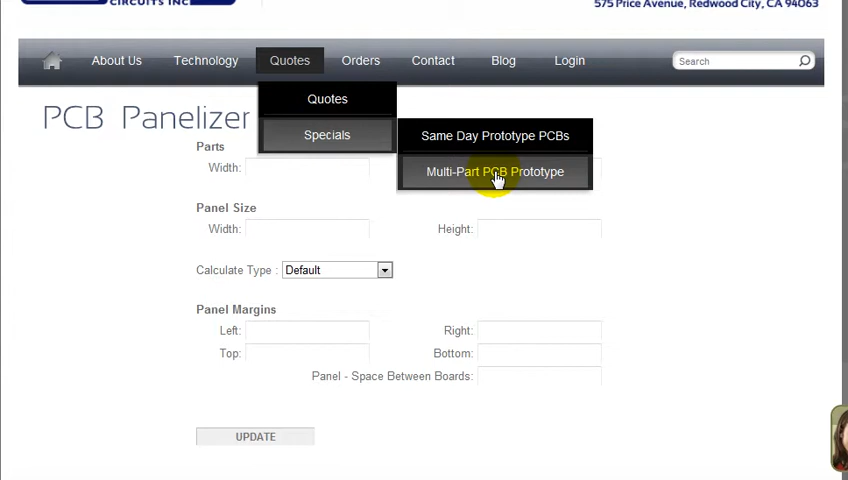 CIRCUITS INC
575 Price Avenue, Redwood City, CA 94063
About Us Technology Quotes Orders Contact Blog Login Search
Quotes
PCB Panelizer
Specials Same Day Prototype PCBs
Parts
Width: Multi-Part PCB Prototype
Panel Size
Width: Height:
Calculate Type : Default
Panel Margins
Left: Right:
Top: Bottom:
Panel - Space Between Boards:
UPDATE